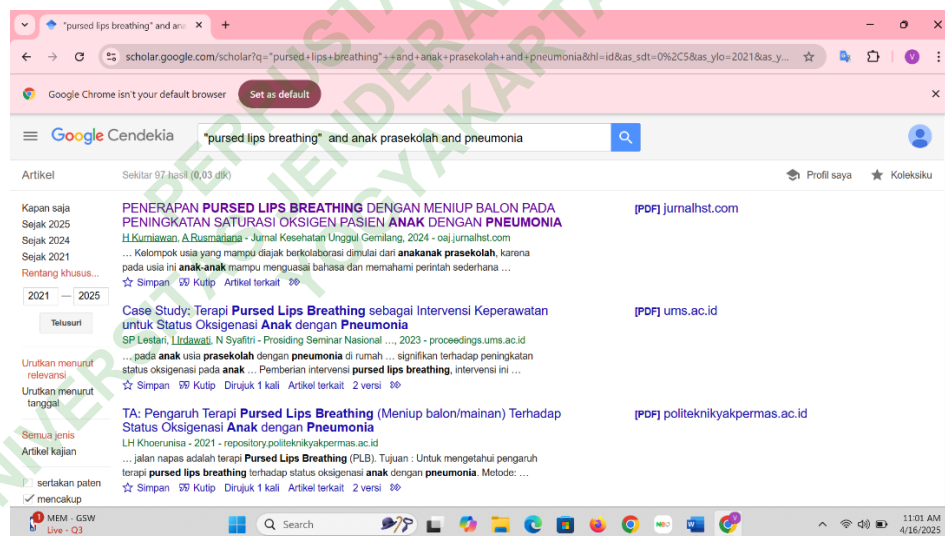 "pursed lips breathing" and ana
scholar.google.com/scholar?q="pursed+lips+breathing"++and+anak+prasekolah+and+pneumonia&hl=id&as_sdt=0%2C5&as_ylo=2021&as_y...
V
Google Chrome isn't your default browser
Set as default
Google Cendekia
"pursed lips breathing" and anak prasekolah and pneumonia
Artikel
Sekitar 97 hasil (0,03 dtk)
Profil saya
Koleksiku
Kapan saja
Sejak 2025
Sejak 2024
Sejak 2021
Rentang khusus...
2021 — 2025
Telusuri
Urutkan menurut
relevansi
Urutkan menurut
tanggal
Semua jenis
Artikel kajian
sertakan paten
mencakup
PENERAPAN PURSED LIPS BREATHING DENGAN MENIUP BALON PADA
PENINGKATAN SATURASI OKSIGEN PASIEN ANAK DENGAN PNEUMONIA
H Kurniawan, A Rusmariana - Jurnal Kesehatan Unggul Gemilang, 2024 - oaj.jurnalhst.com
... Kelompok usia yang mampu diajak berkolaborasi dimulai dari anakanak prasekolah, karena
pada usia ini anak-anak mampu menguasai bahasa dan memahami perintah sederhana ...
Simpan Kutip Artikel terkait
[PDF] jurnalhst.com
Case Study: Terapi Pursed Lips Breathing sebagai Intervensi Keperawatan
untuk Status Oksigenasi Anak dengan Pneumonia
SP Lestari, I Irdawati, N Syafitri - Prosiding Seminar Nasional ..., 2023 - proceedings.ums.ac.id
... pada anak usia prasekolah dengan pneumonia di rumah ... signifikan terhadap peningkatan
status oksigenasi pada anak ... Pemberian intervensi pursed lips breathing, intervensi ini ...
Simpan Kutip Dirujuk 1 kali Artikel terkait 2 versi
[PDF] ums.ac.id
TA: Pengaruh Terapi Pursed Lips Breathing (Meniup balon/mainan) Terhadap
Status Oksigenasi Anak dengan Pneumonia
LH Khoerunisa - 2021 - repository.politeknikyakpermas.ac.id
... jalan napas adalah terapi Pursed Lips Breathing (PLB). Tujuan : Untuk mengetahui pengaruh
terapi pursed lips breathing terhadap status oksigenasi anak dengan pneumonia. Metode: ...
Simpan Kutip Dirujuk 1 kali Artikel terkait 2 versi
[PDF] politeknikyakpermas.ac.id
1
MEM - GSW
Live - Q3
Search
11:01 AM
4/16/2025